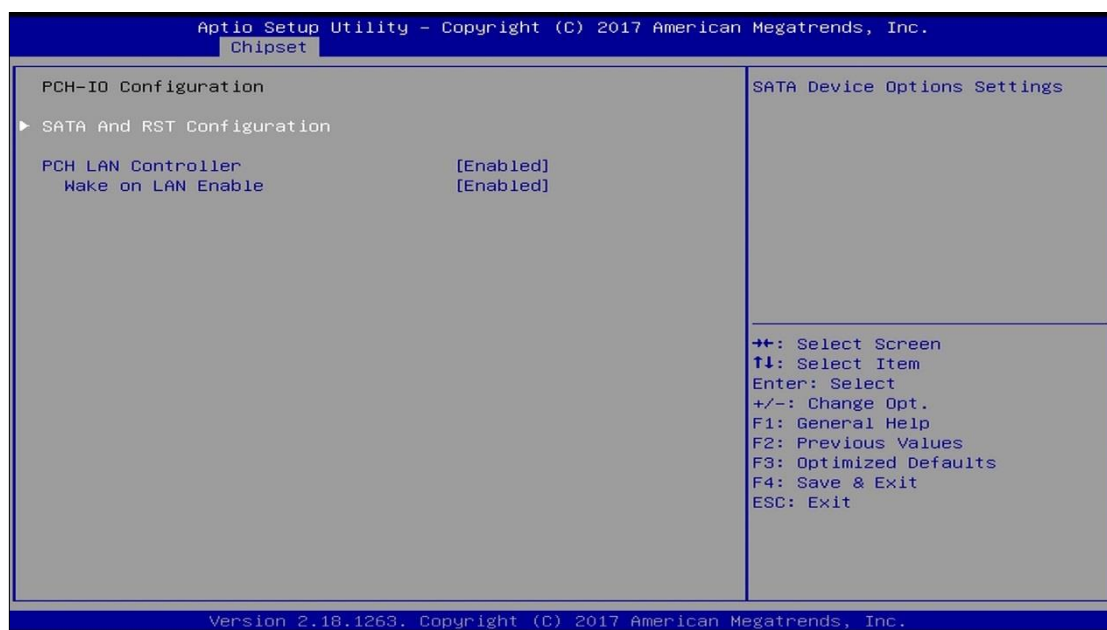 Aptio Setup Utility – Copyright (C) 2017 American Megatrends, Inc.
Chipset
PCH-IO Configuration
SATA And RST Configuration
PCH LAN Controller [Enabled]
Wake on LAN Enable [Enabled]
SATA Device Options Settings
→←: Select Screen
↑↓: Select Item
Enter: Select
+/-: Change Opt.
F1: General Help
F2: Previous Values
F3: Optimized Defaults
F4: Save & Exit
ESC: Exit
Version 2.18.1263. Copyright (C) 2017 American Megatrends, Inc.